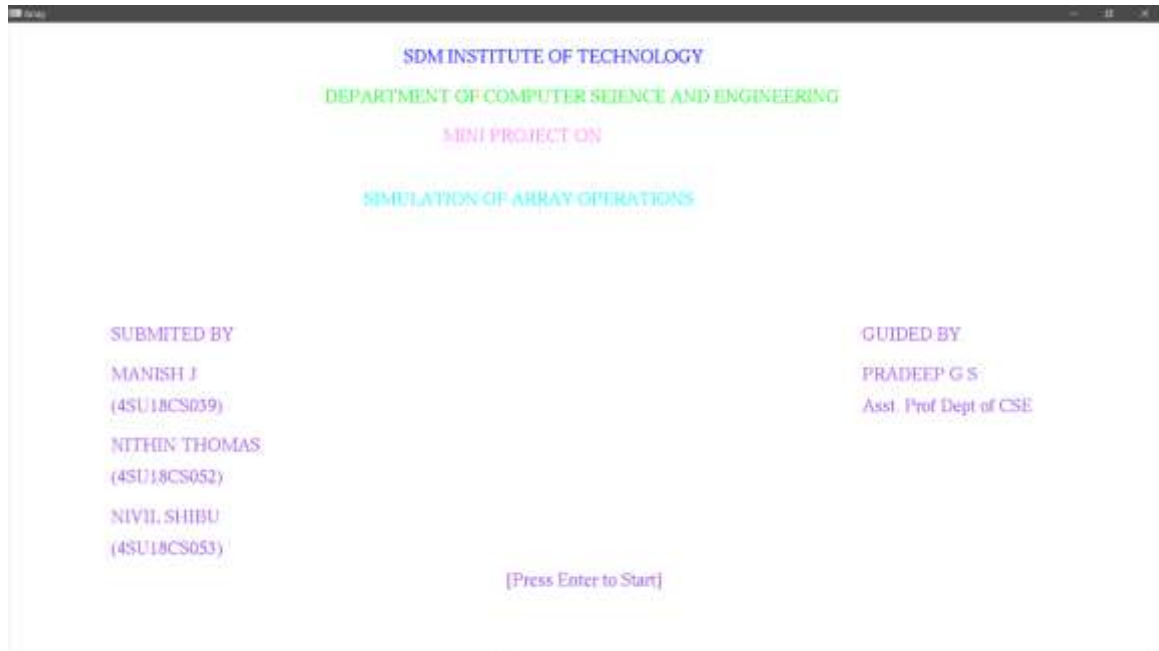 Array
SDM INSTITUTE OF TECHNOLOGY
DEPARTMENT OF COMPUTER SEIENCE AND ENGINEERING
MINI PROJECT ON
SIMULATION OF ARRAY OPERATIONS
SUBMITED BY
MANISH J
(4SU18CS039)
NITHIN THOMAS
(4SU18CS052)
NIVIL SHIBU
(4SU18CS053)
GUIDED BY
PRADEEP G S
Asst. Prof Dept of CSE
[Press Enter to Start]